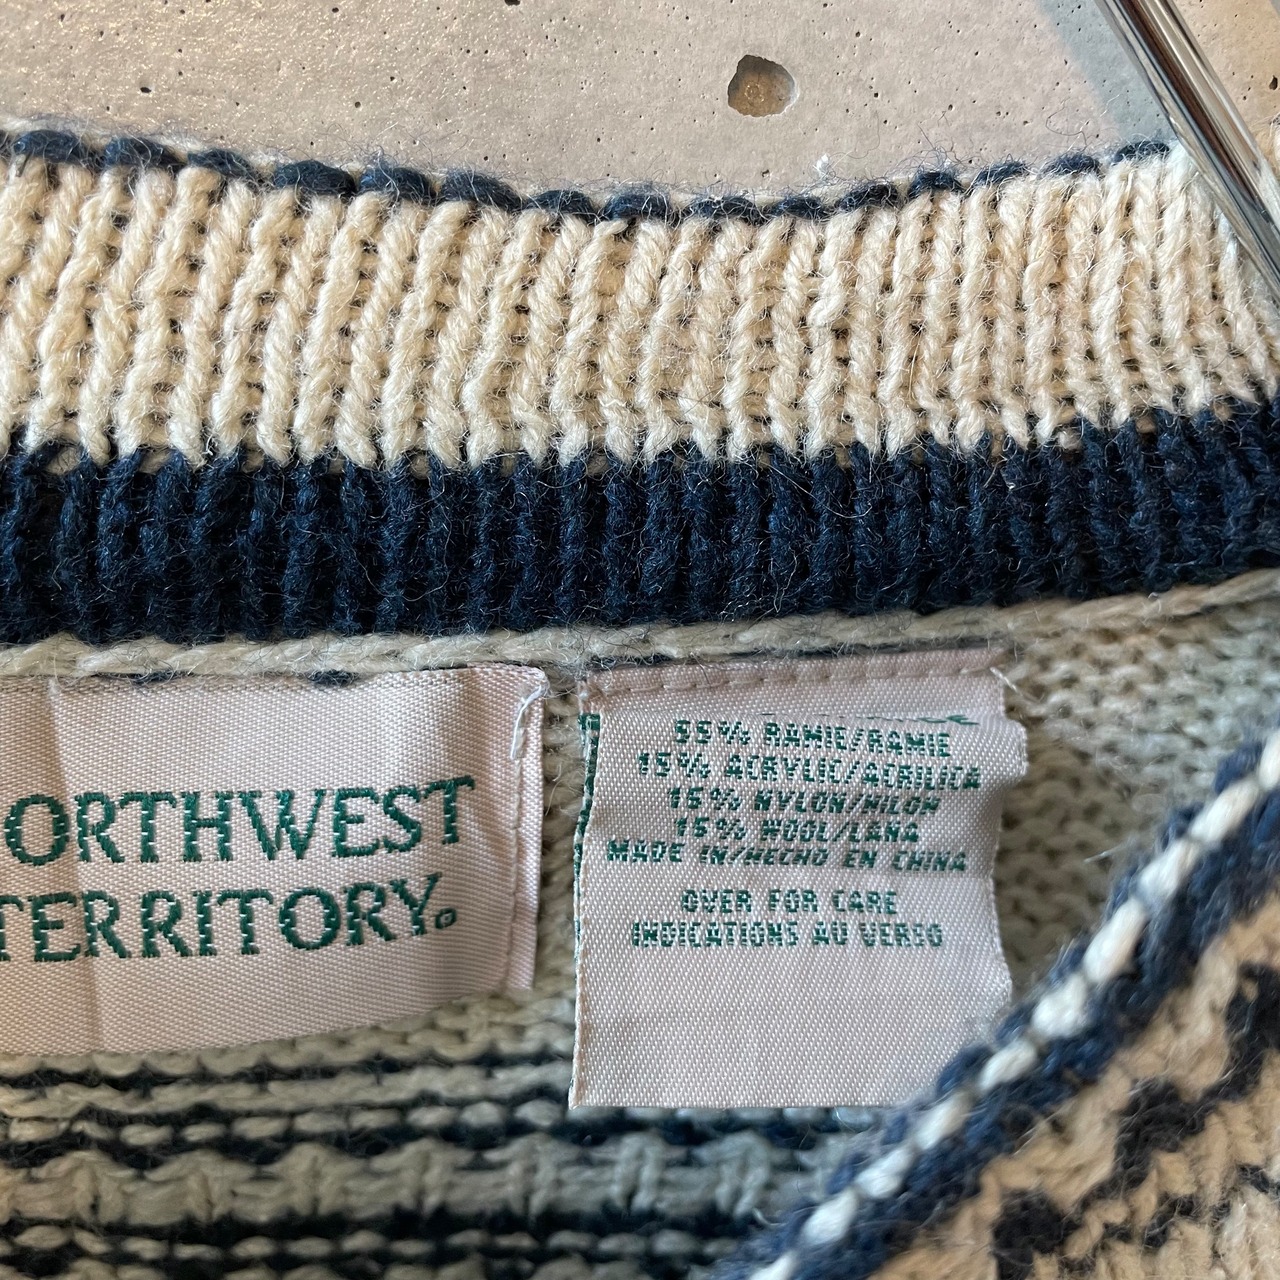 ORTHWEST
TERRITORY.
55% RAMIE/RAMIE
15% ACRYLIC/ACRILICA
15% NYLON/NILON
15% WOOL/LANA
MADE IN/HECHO EN CHINA
OVER FOR CARE
INDICATIONS AU VERSO